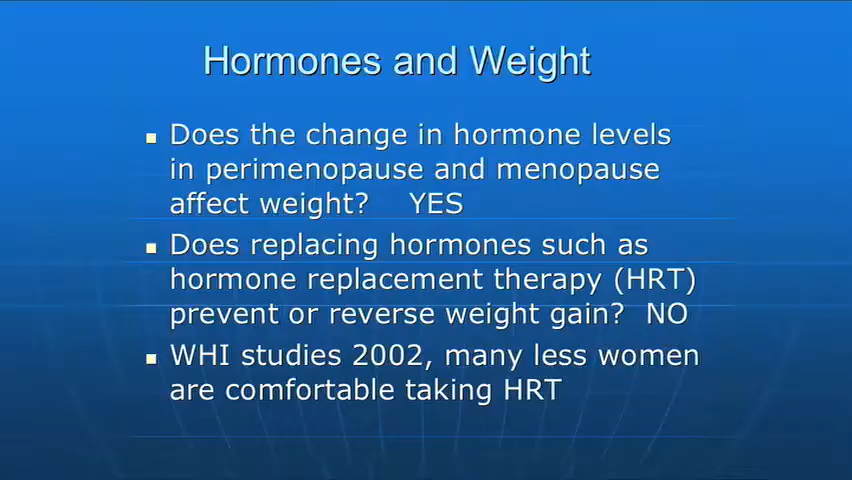 Hormones and Weight
Does the change in hormone levels
in perimenopause and menopause
affect weight? YES
Does replacing hormones such as
hormone replacement therapy (HRT)
prevent or reverse weight gain? NO
WHI studies 2002, many less women
are comfortable taking HRT